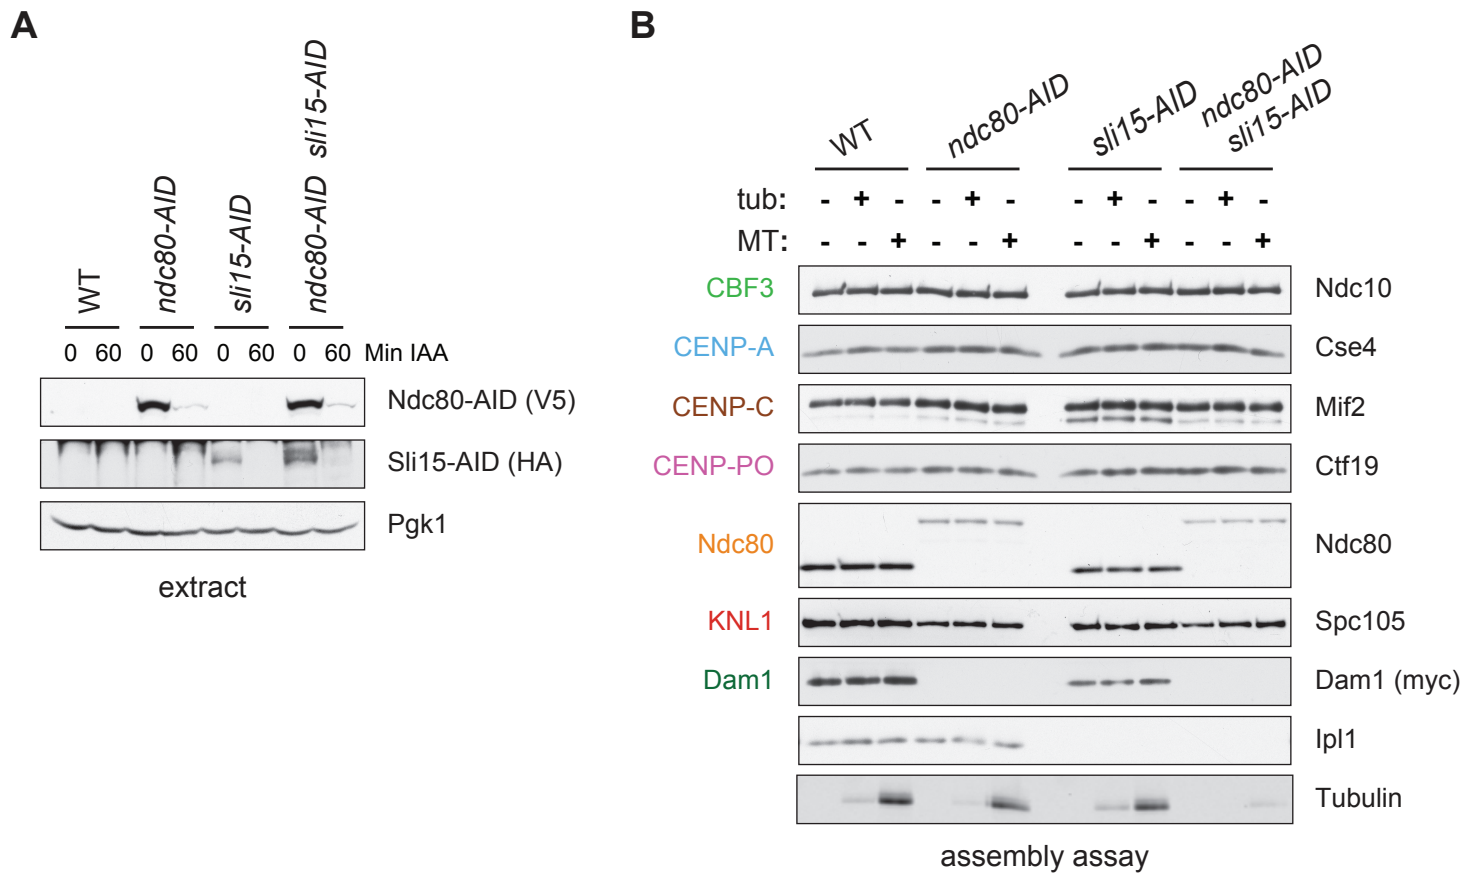 A
WT
ndc80-AID
sli15-AID
ndc80-AID sli15-AID
0 60 0 60 0 60 0 60 Min IAA
Ndc80-AID (V5)
Sli15-AID (HA)
Pgk1
extract
B
WT
ndc80-AID
sli15-AID
ndc80-AID
sli15-AID
tub: - + - - + - - + - - + -
MT: - - + - - + - - + - - +
CBF3 Ndc10
CENP-A Cse4
CENP-C Mif2
CENP-PO Ctf19
Ndc80 Ndc80
KNL1 Spc105
Dam1 Dam1 (myc)
Ipl1
Tubulin
assembly assay